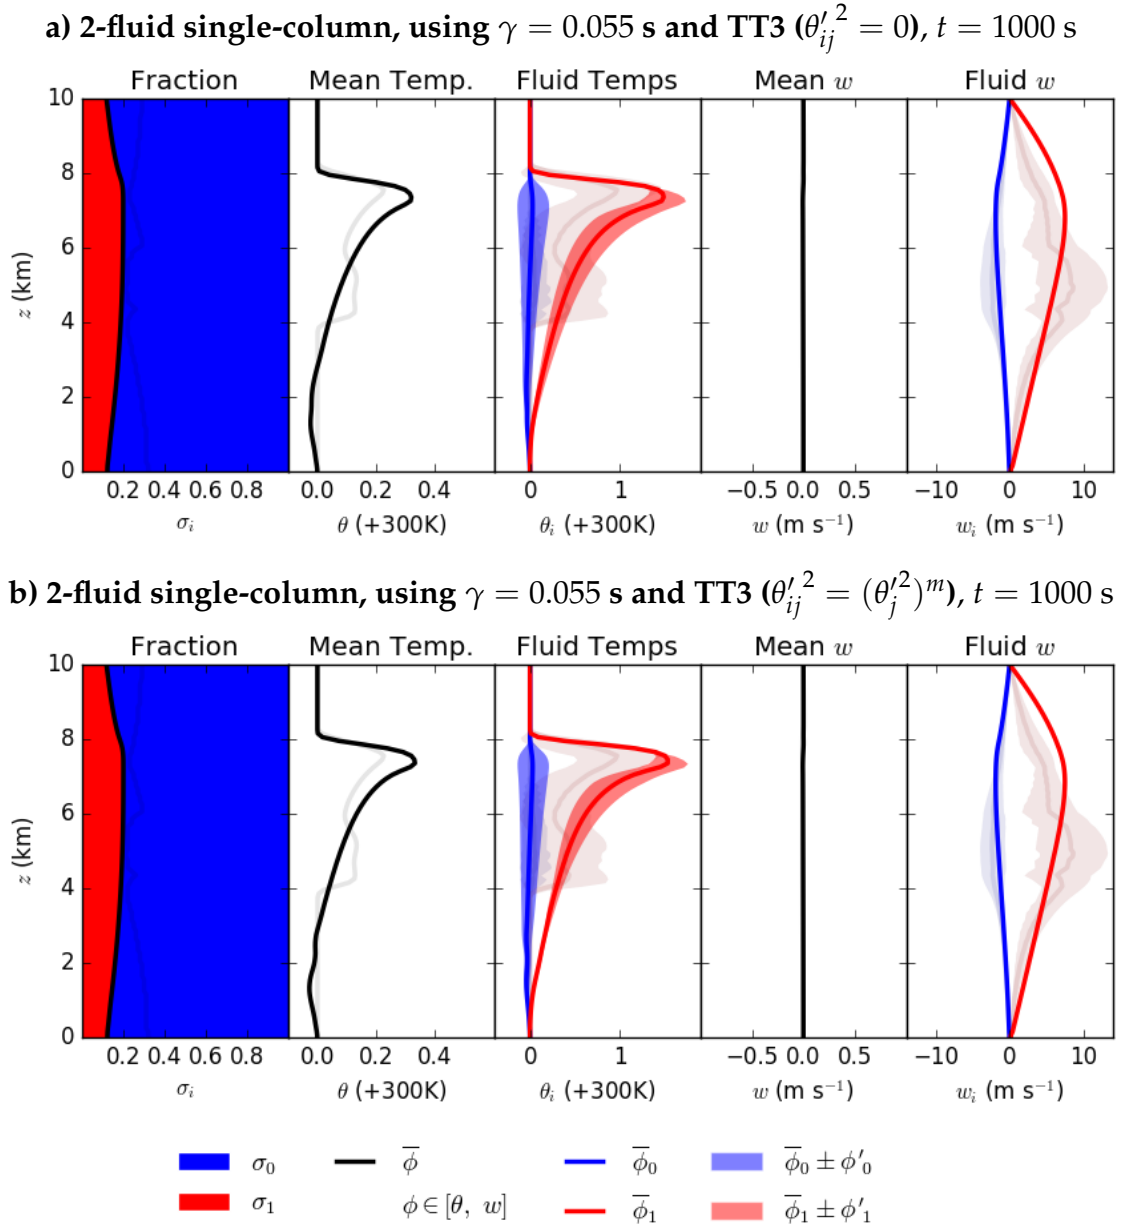 a) 2-fluid single-column, using γ = 0.055 s and TT3 (θ′ᵢⱼ² = 0), t = 1000 s
Fraction Mean Temp. Fluid Temps Mean w Fluid w
10
8
6
4
2
0
z (km)
0.2 0.4 0.6 0.8 0.0 0.2 0.4 0 1 −0.5 0.0 0.5 −10 0 10
σᵢ θ (+300K) θᵢ (+300K) w (m s⁻¹) wᵢ (m s⁻¹)
b) 2-fluid single-column, using γ = 0.055 s and TT3 (θ′ᵢⱼ² = (θ′ⱼ²)ᵐ), t = 1000 s
Fraction Mean Temp. Fluid Temps Mean w Fluid w
10
8
6
4
2
0
z (km)
0.2 0.4 0.6 0.8 0.0 0.2 0.4 0 1 −0.5 0.0 0.5 −10 0 10
σᵢ θ (+300K) θᵢ (+300K) w (m s⁻¹) wᵢ (m s⁻¹)
σ₀ ϕ̅ ϕ̅₀ ϕ̅₀ ± ϕ′₀
σ₁ ϕ ∈ [θ, w] ϕ̅₁ ϕ̅₁ ± ϕ′₁